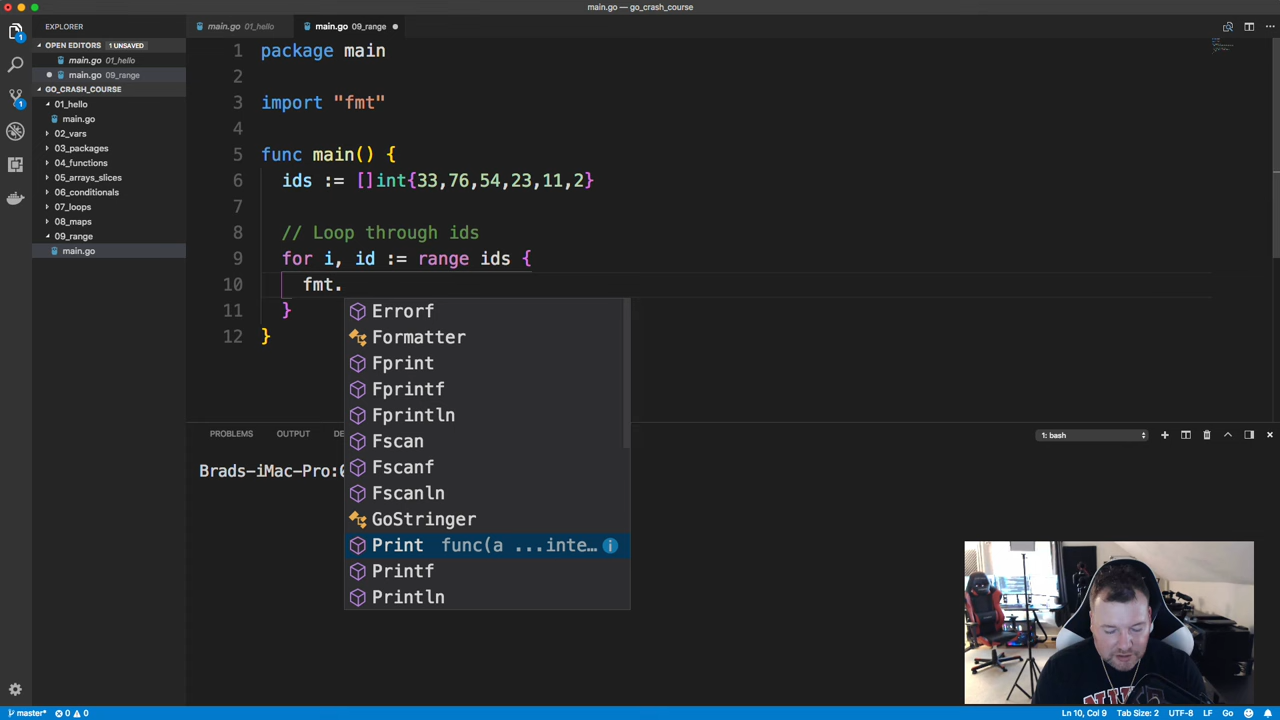 main.go — go_crash_course
EXPLORER
main.go 01_hello
main.go 09_range
OPEN EDITORS 1 UNSAVED
main.go 01_hello
main.go 09_range
GO_CRASH_COURSE
01_hello
main.go
02_vars
03_packages
04_functions
05_arrays_slices
06_conditionals
07_loops
08_maps
09_range
main.go
1 package main
2
3 import "fmt"
4
5 func main() {
6 ids := []int{33,76,54,23,11,2}
7
8 // Loop through ids
9 for i, id := range ids {
10 fmt.
11 }
12 }
Errorf
Formatter
Fprint
Fprintf
Fprintln
Fscan
Fscanf
Fscanln
GoStringer
Print func(a ...inte…
Printf
Println
PROBLEMS OUTPUT DE
1: bash
Brads-iMac-Pro:
master* 0 0
Ln 10, Col 9 Tab Size: 2 UTF-8 LF Go